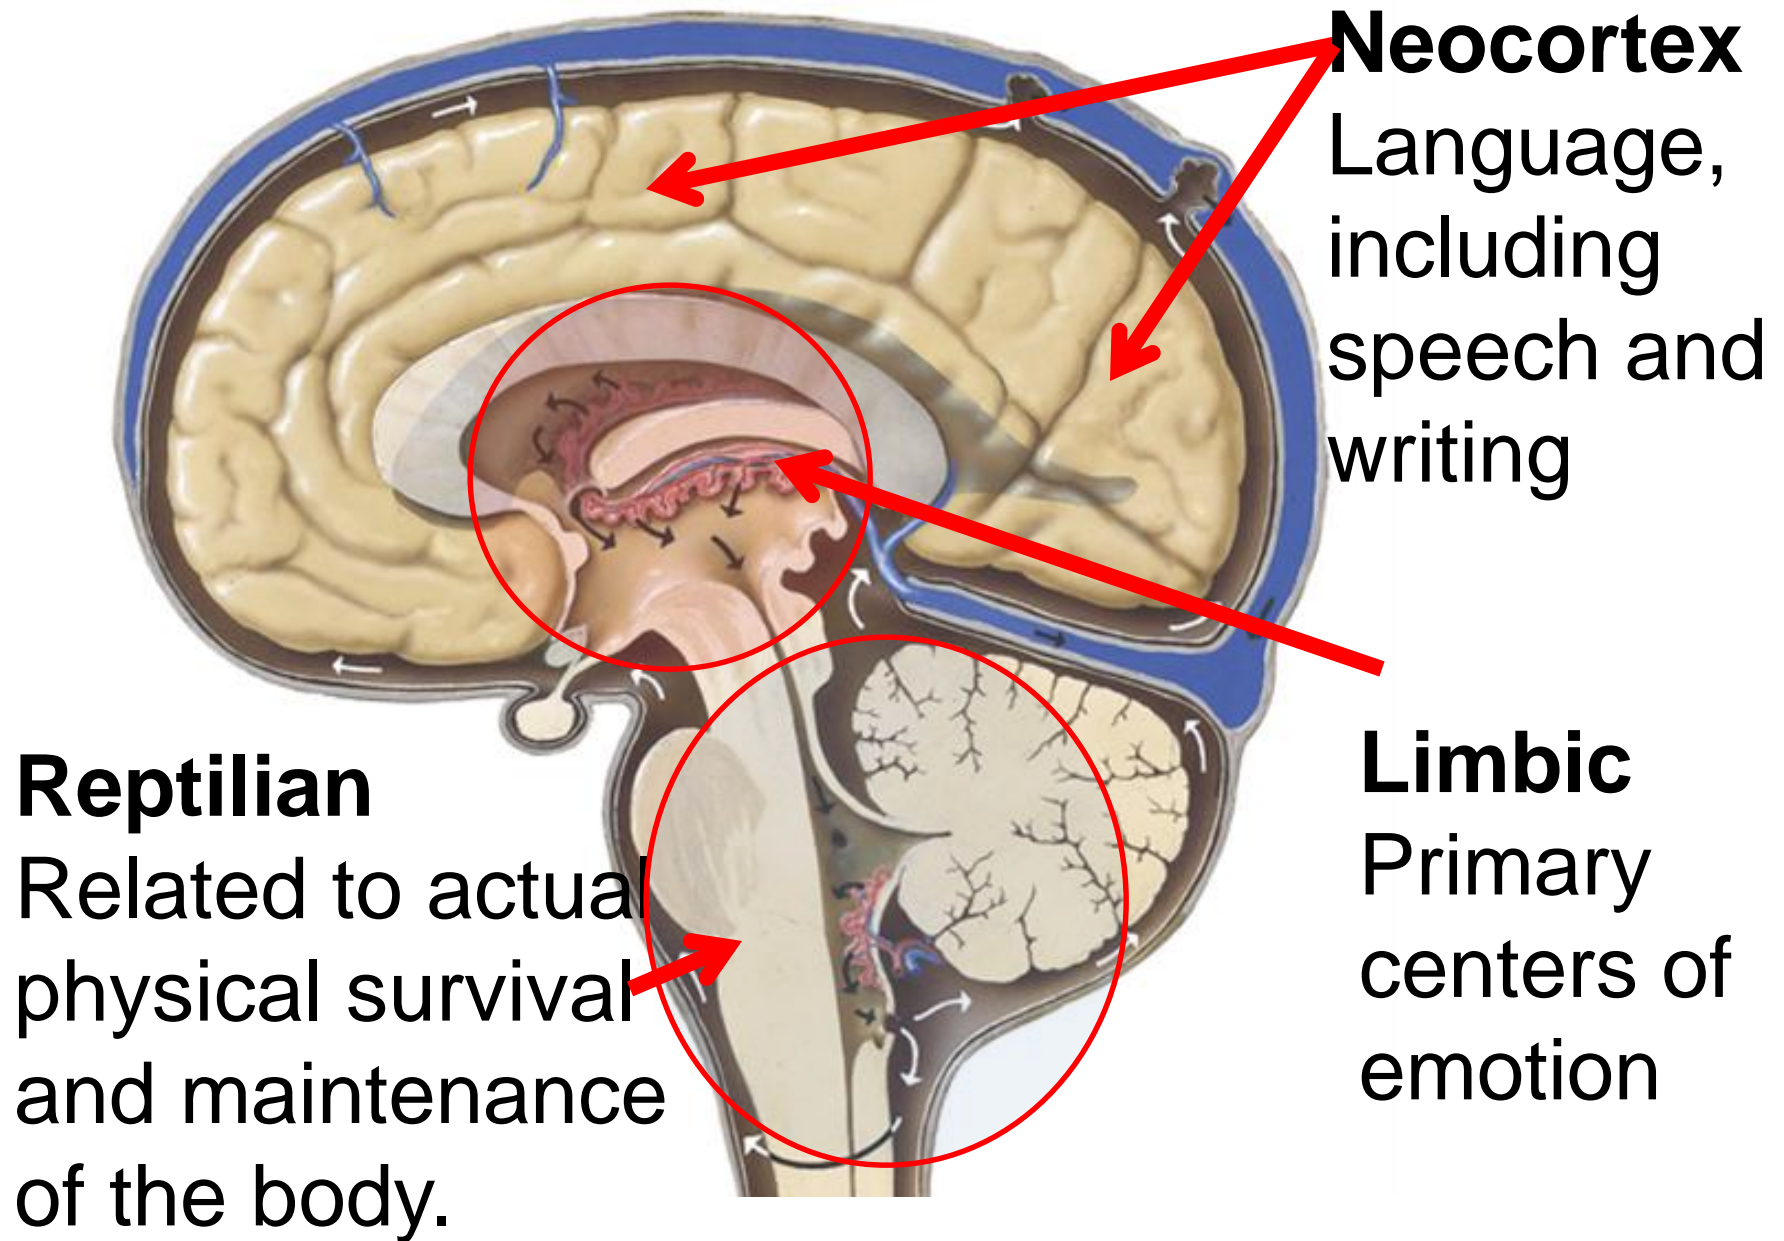 Neocortex
Language,
including
speech and
writing
Reptilian
Related to actual
physical survival
and maintenance
of the body.
Limbic
Primary
centers of
emotion